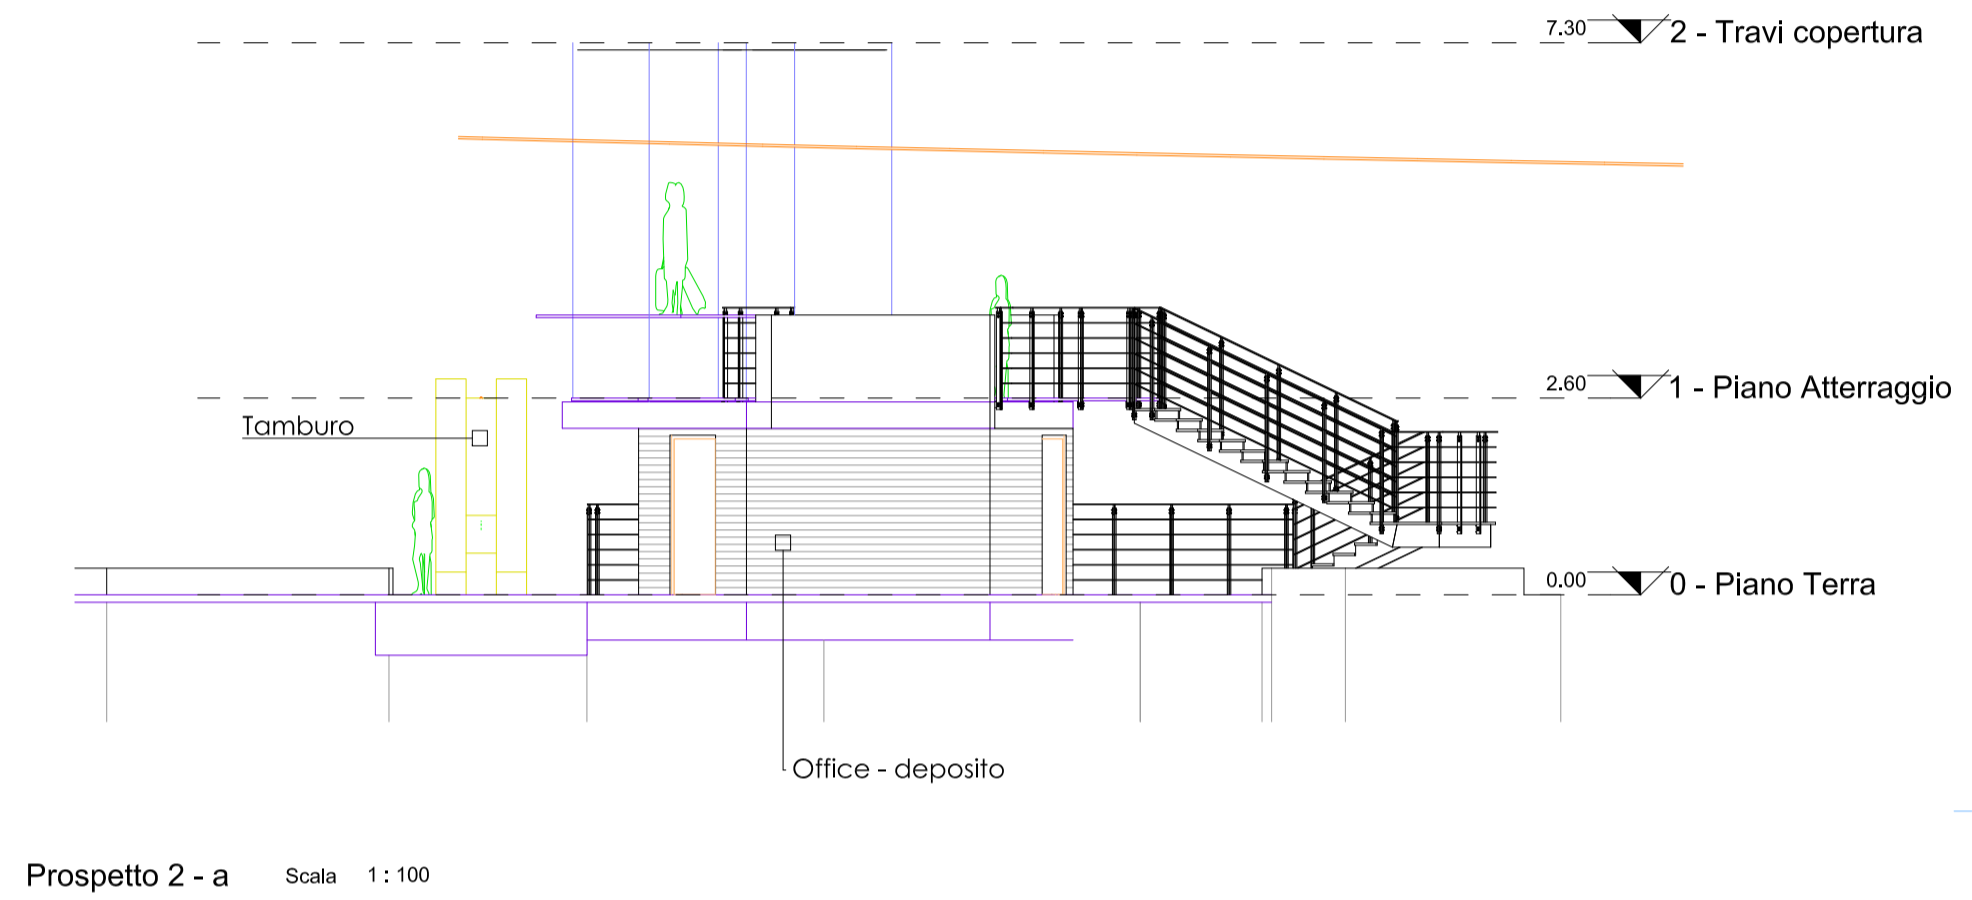 7.30 2 - Travi copertura
2.60 1 - Piano Atterraggio
Tamburo
0.00 0 - Piano Terra
Office - deposito
Prospetto 2 - a Scala 1 : 100